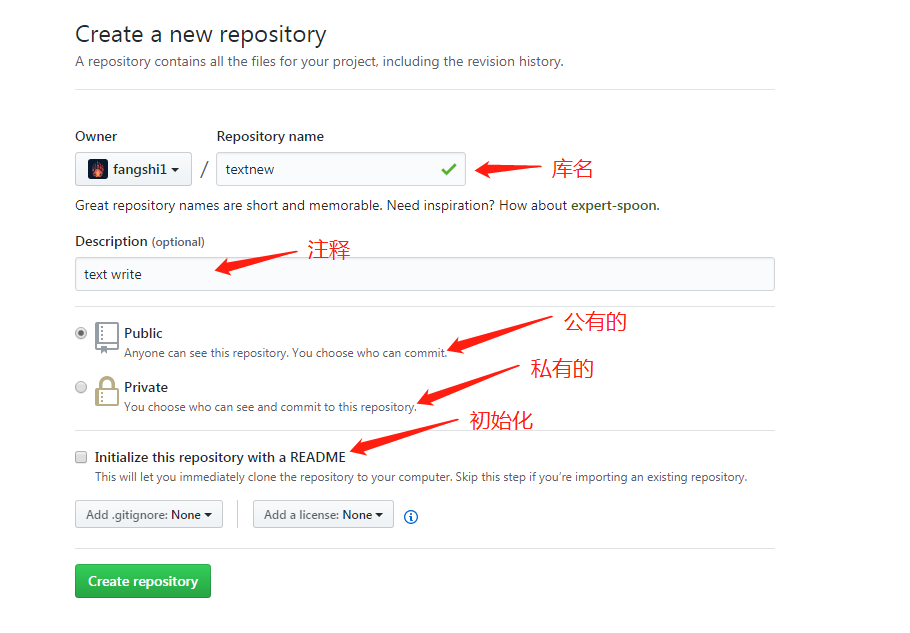 Create a new repository
A repository contains all the files for your project, including the revision history.
Owner
Repository name
fangshi1 / textnew
库名
Great repository names are short and memorable. Need inspiration? How about expert-spoon.
Description (optional)
注释
text write
公有的
Public
Anyone can see this repository. You choose who can commit.
私有的
Private
You choose who can see and commit to this repository.
初始化
Initialize this repository with a README
This will let you immediately clone the repository to your computer. Skip this step if you’re importing an existing repository.
Add .gitignore: None
Add a license: None
Create repository